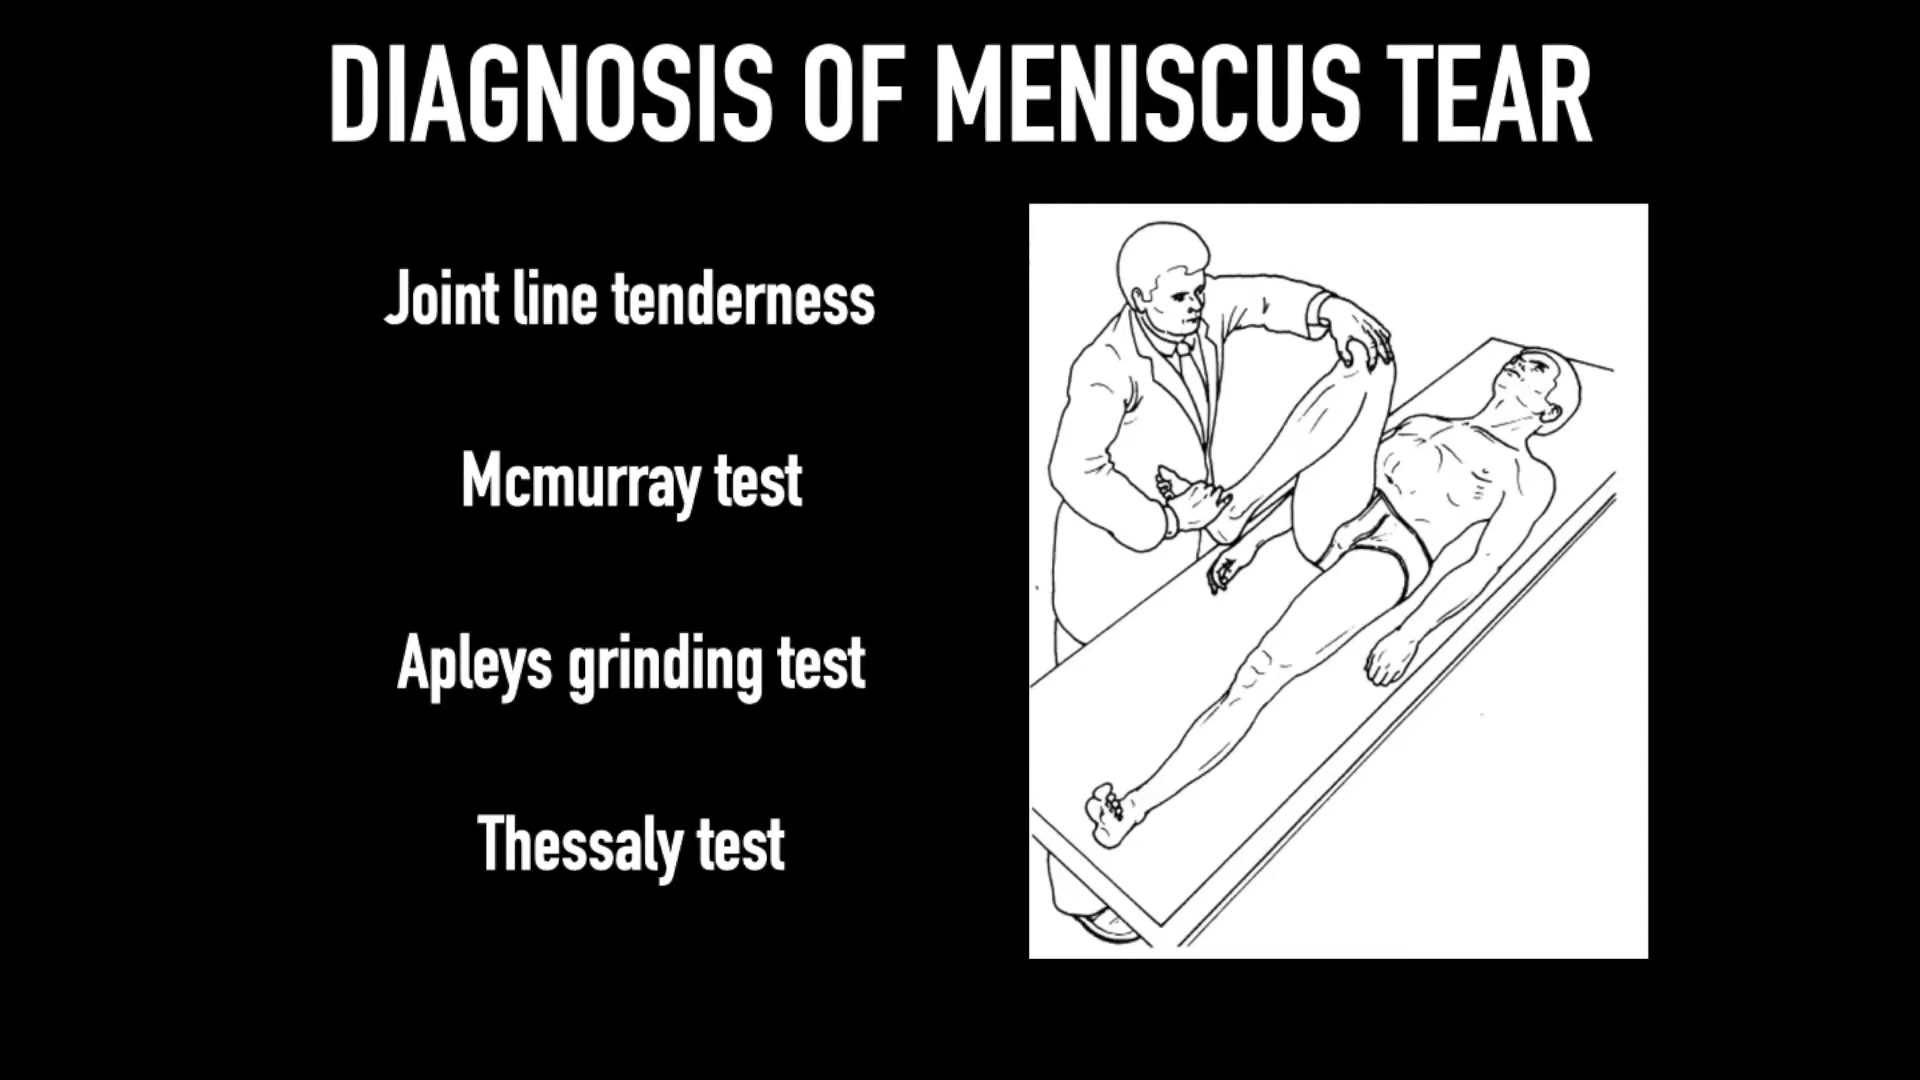 DIAGNOSIS OF MENISCUS TEAR
Joint line tenderness
Mcmurray test
Apleys grinding test
Thessaly test